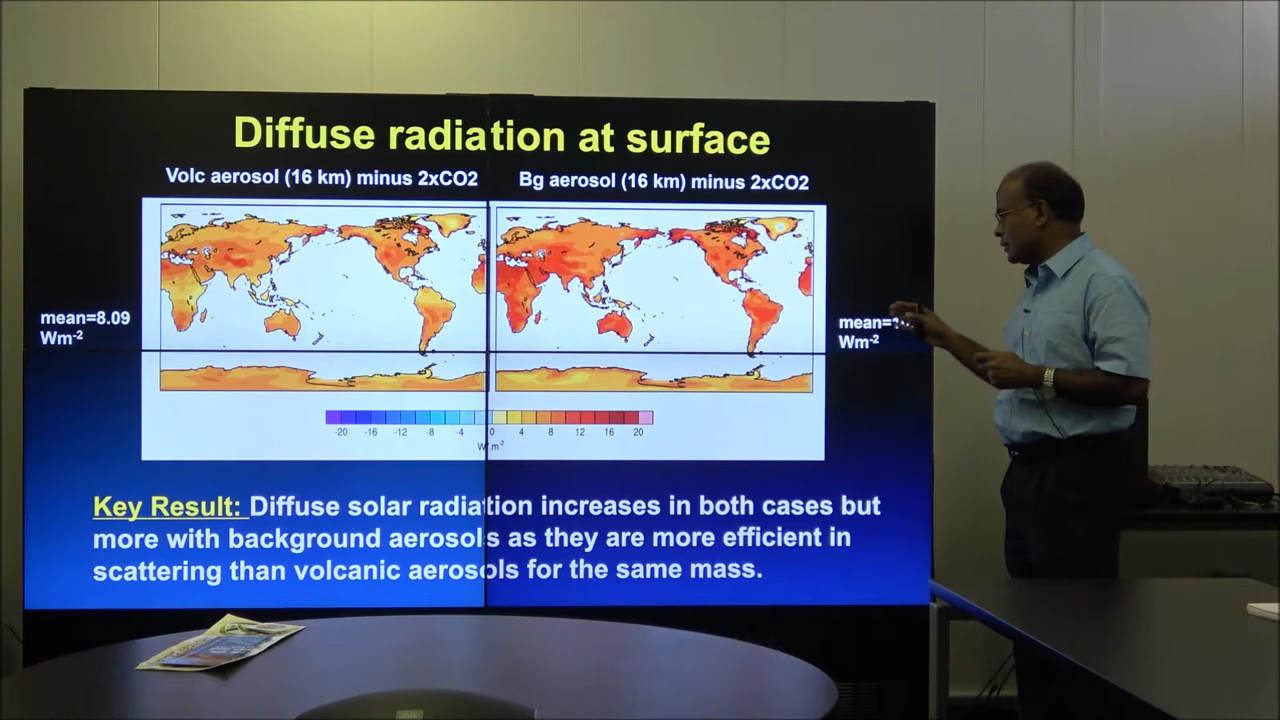 Diffuse radiation at surface
Volc aerosol (16 km) minus 2xCO2
Bg aerosol (16 km) minus 2xCO2
mean=8.09
Wm-2
mean=
Wm-2
-20 -16 -12 -8 -4 0 4 8 12 16 20
Key Result: Diffuse solar radiation increases in both cases but
more with background aerosols as they are more efficient in
scattering than volcanic aerosols for the same mass.